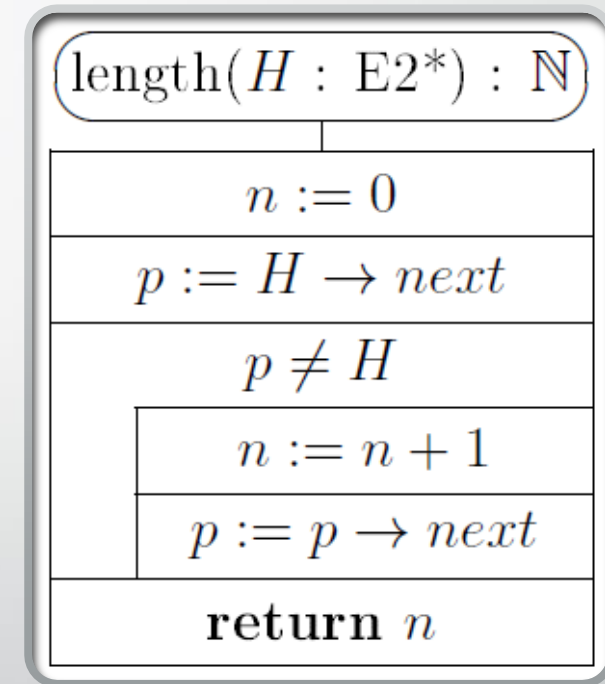 length(H : E2*) : ℕ
n := 0
p := H → next
p ≠ H
n := n + 1
p := p → next
return n